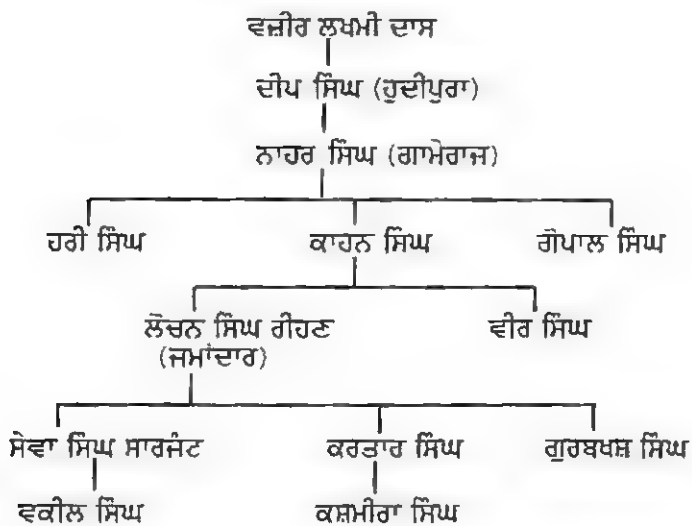 ਵਜ਼ੀਰ ਲਖਮੀ ਦਾਸ
ਦੀਪ ਸਿੰਘ (ਹੁਦੀਪੁਰਾ)
ਨਾਹਰ ਸਿੰਘ (ਗਾਮੇਰਾਜ)
ਹਰੀ ਸਿੰਘ ਕਾਹਨ ਸਿੰਘ ਗੋਪਾਲ ਸਿੰਘ
ਲੋਚਨ ਸਿੰਘ ਰੀਹਣ ਵੀਰ ਸਿੰਘ
(ਜਮਾਂਦਾਰ)
ਸੇਵਾ ਸਿੰਘ ਸਾਰਜੰਟ ਕਰਤਾਰ ਸਿੰਘ ਗੁਰਬਖਸ਼ ਸਿੰਘ
ਵਕੀਲ ਸਿੰਘ ਕਸ਼ਮੀਰਾ ਸਿੰਘ